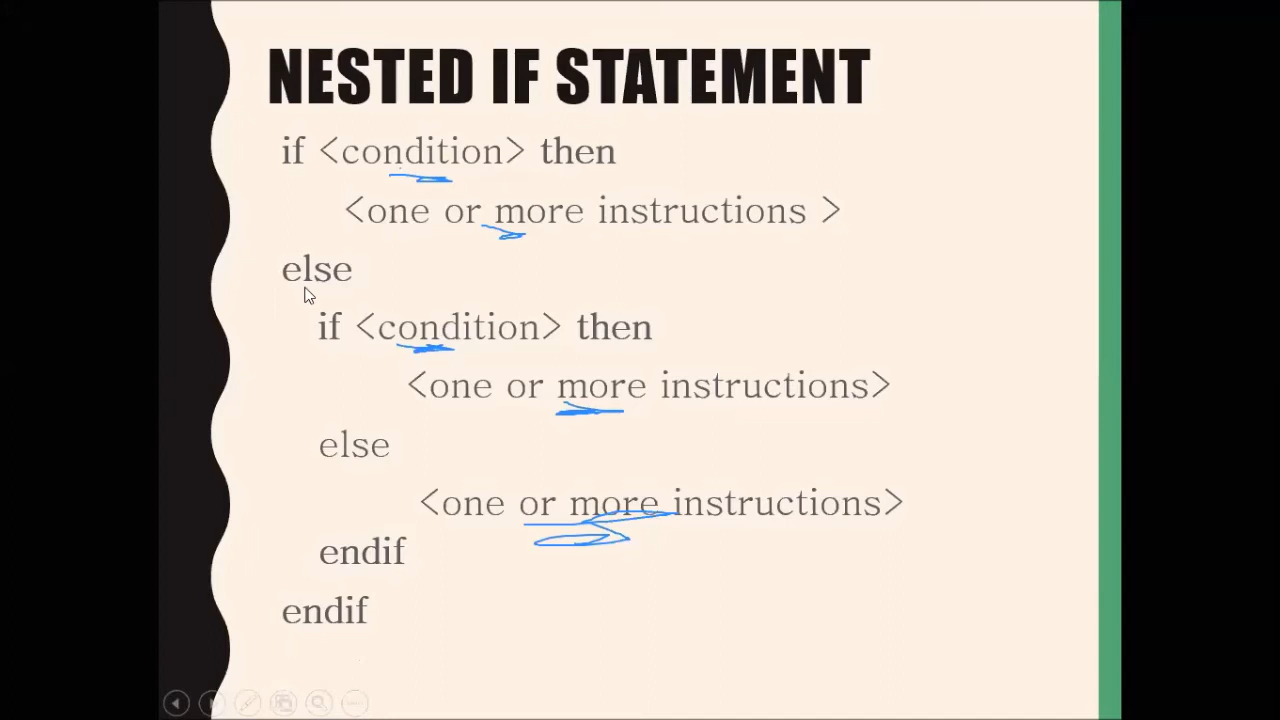 NESTED IF STATEMENT
if <condition> then
<one or more instructions >
else
if <condition> then
<one or more instructions>
else
<one or more instructions>
endif
endif